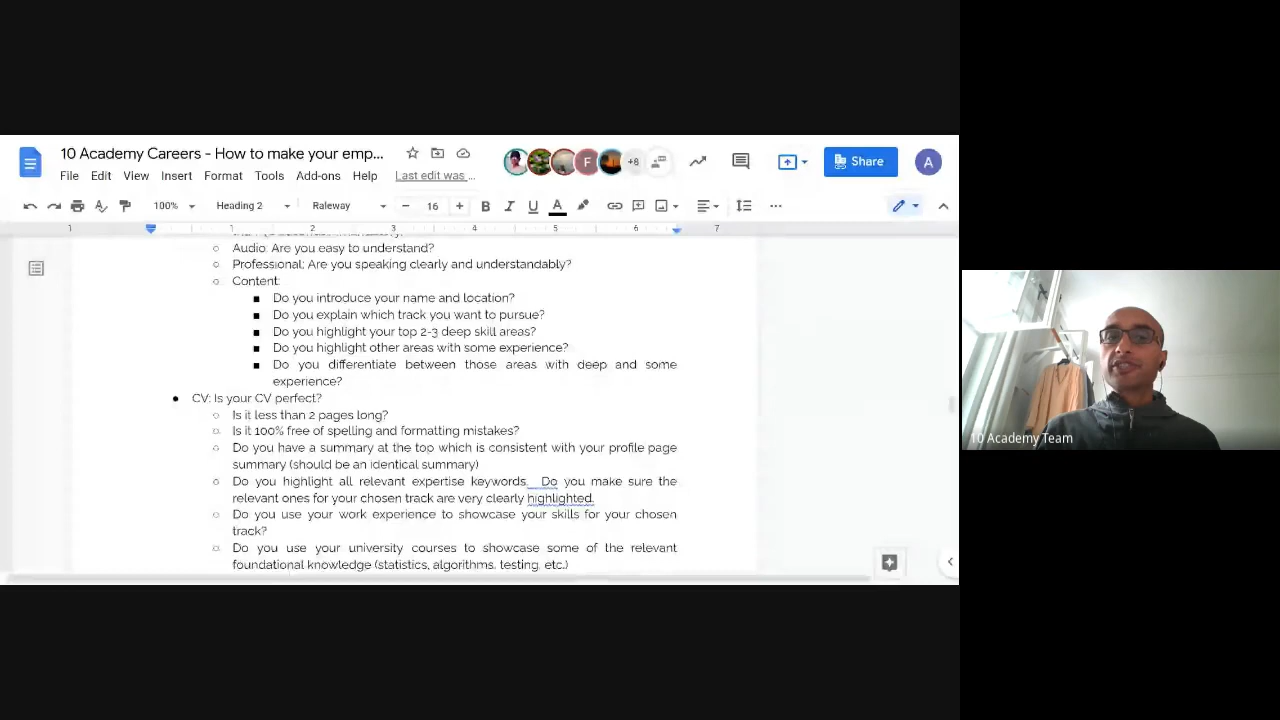 10 Academy Careers - How to make your emp...
+8
Share
A
File Edit View Insert Format Tools Add-ons Help Last edit was ...
100% Heading 2 Raleway - 16 + B I U A
1 1 2 3 4 5 6 7
F
Audio: Are you easy to understand?
Professional: Are you speaking clearly and understandably?
Content:
Do you introduce your name and location?
Do you explain which track you want to pursue?
Do you highlight your top 2-3 deep skill areas?
Do you highlight other areas with some experience?
Do you differentiate between those areas with deep and some
experience?
CV: Is your CV perfect?
Is it less than 2 pages long?
Is it 100% free of spelling and formatting mistakes?
Do you have a summary at the top which is consistent with your profile page
summary (should be an identical summary)
Do you highlight all relevant expertise keywords. Do you make sure the
relevant ones for your chosen track are very clearly highlighted.
Do you use your work experience to showcase your skills for your chosen
track?
Do you use your university courses to showcase some of the relevant
foundational knowledge (statistics, algorithms, testing, etc.)
10 Academy Team